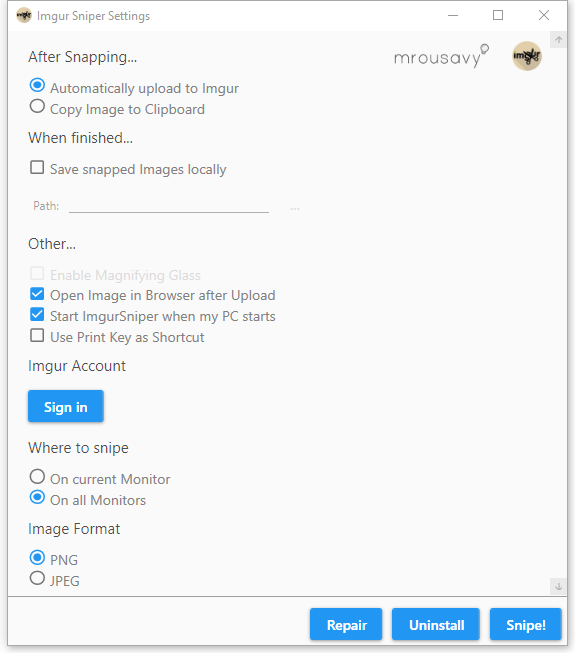 Imgur Sniper Settings
After Snapping...
mrousavy
imgur
Automatically upload to Imgur
Copy Image to Clipboard
When finished...
Save snapped Images locally
Path:
...
Other...
Enable Magnifying Glass
Open Image in Browser after Upload
Start ImgurSniper when my PC starts
Use Print Key as Shortcut
Imgur Account
Sign in
Where to snipe
On current Monitor
On all Monitors
Image Format
PNG
JPEG
Repair
Uninstall
Snipe!